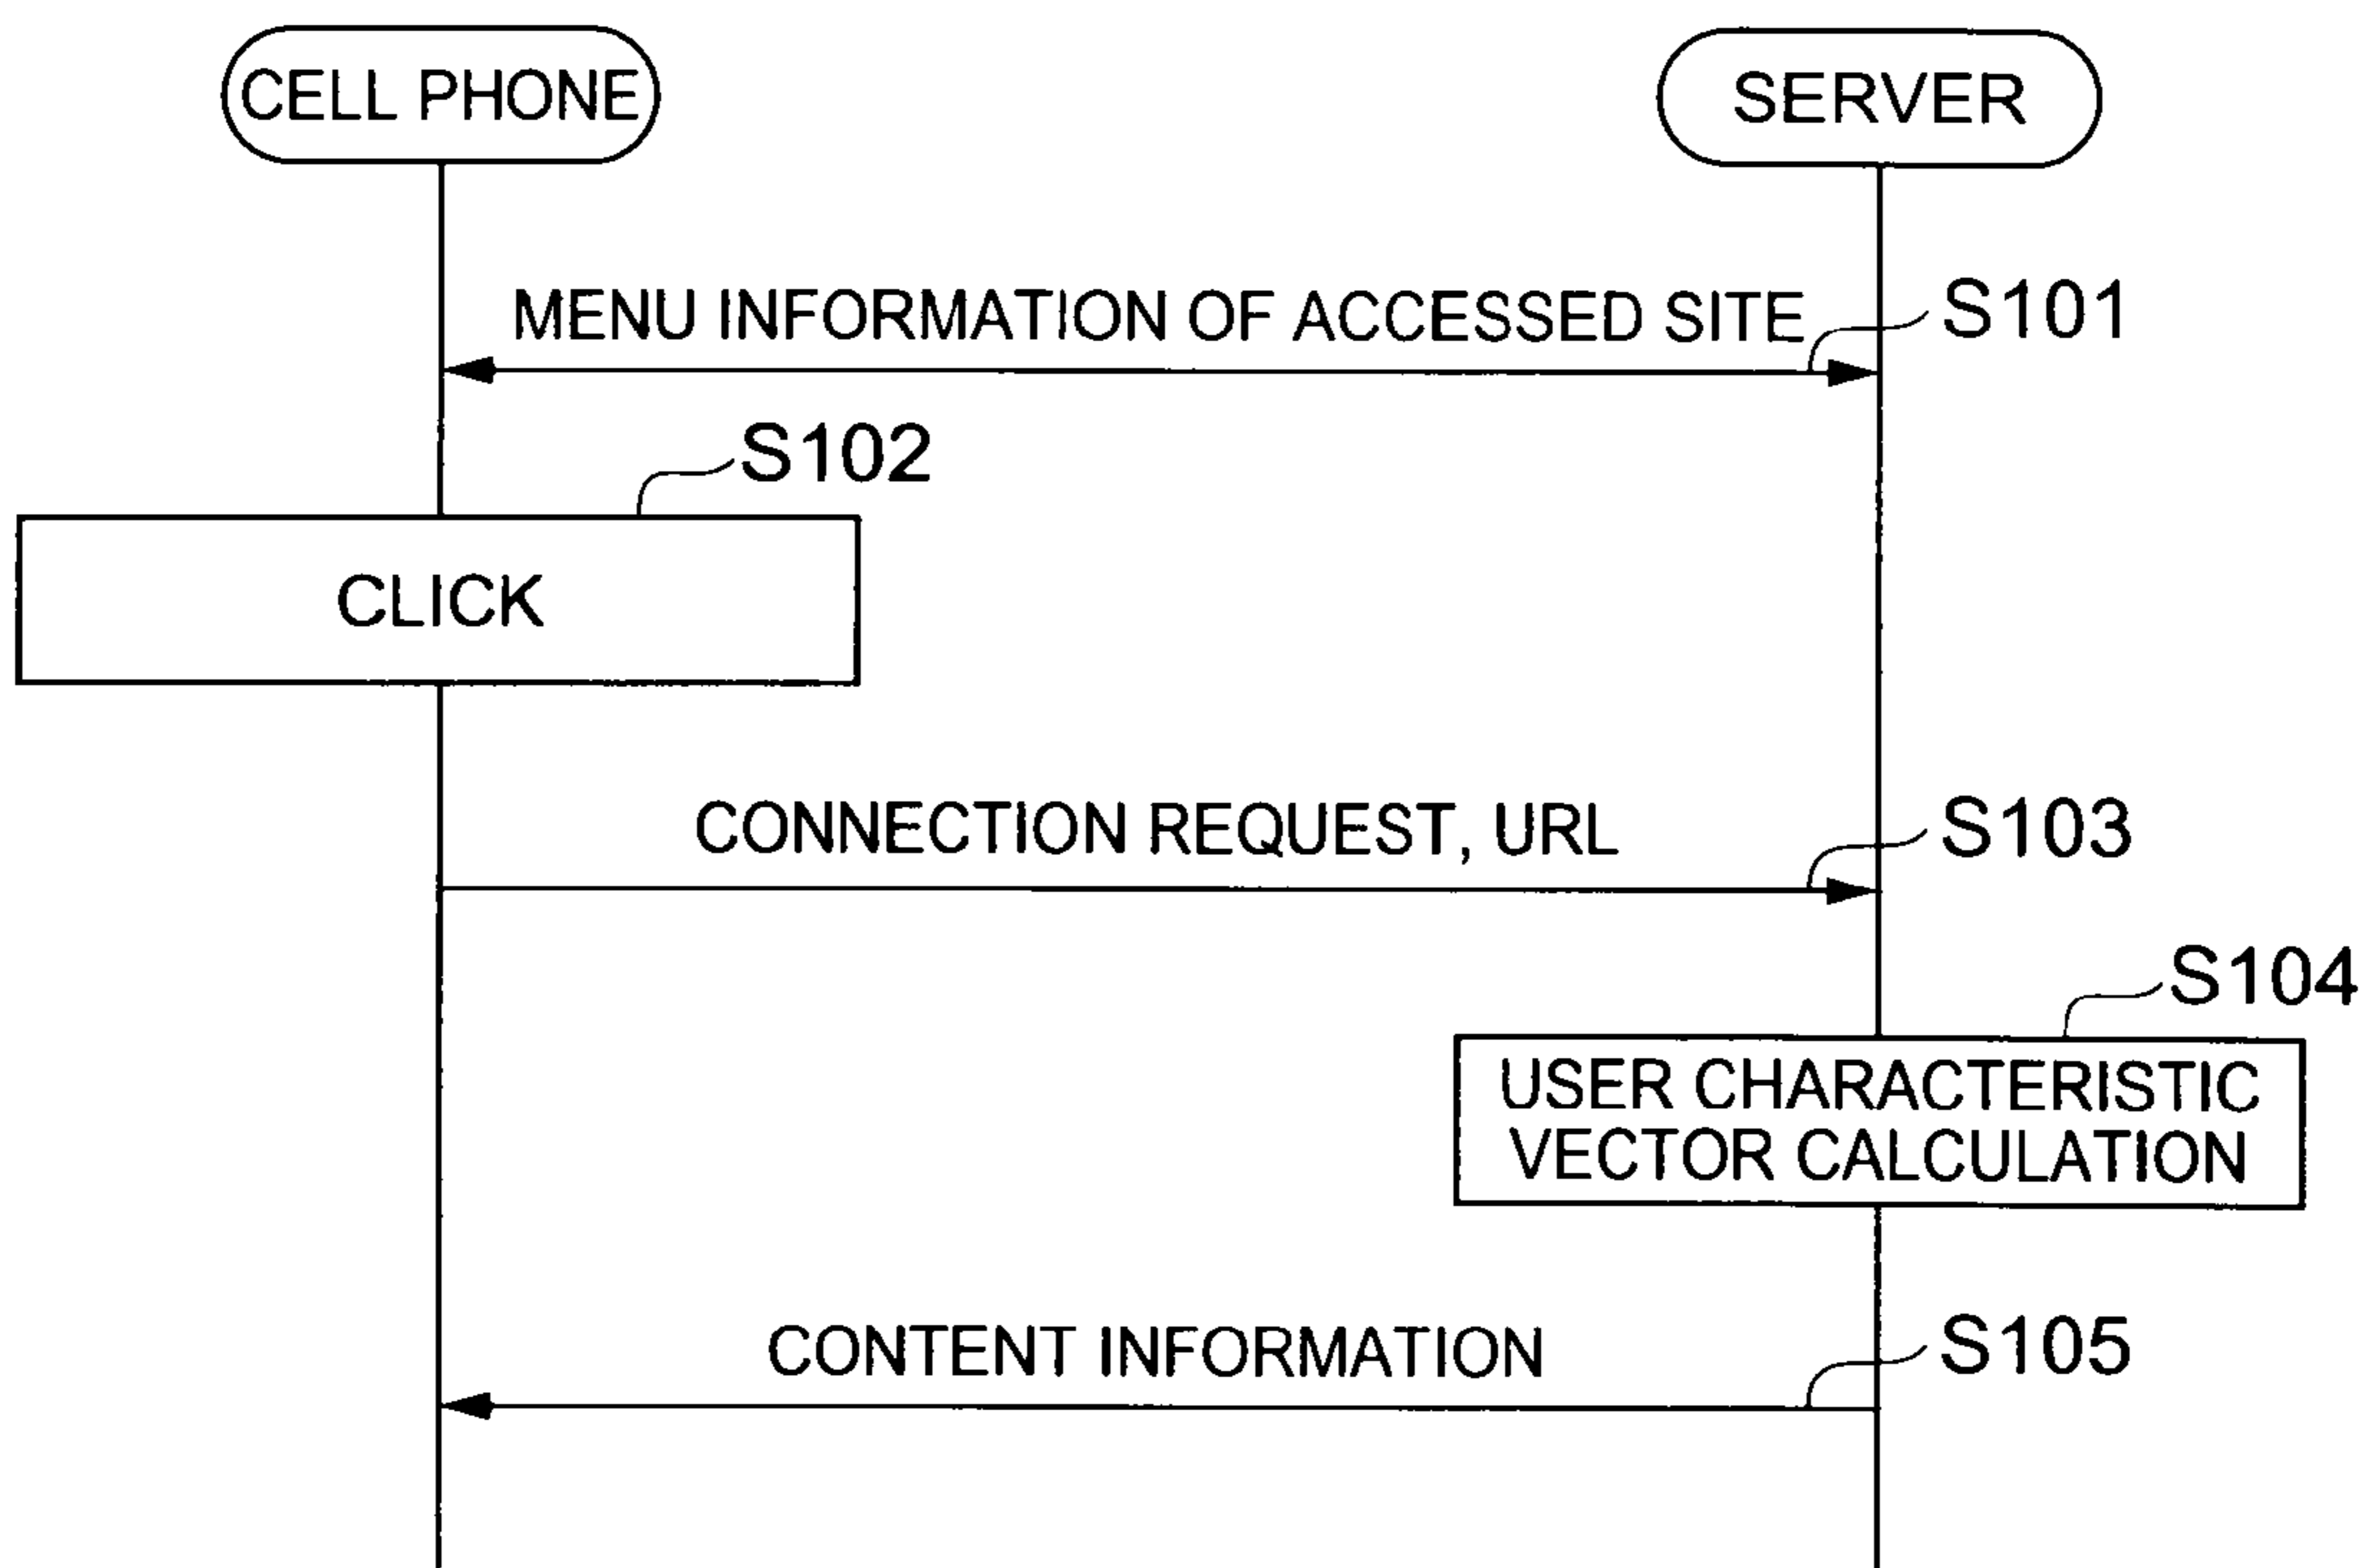 CELL PHONE
SERVER
MENU INFORMATION OF ACCESSED SITE
S101
S102
CLICK
CONNECTION REQUEST, URL
S103
S104
USER CHARACTERISTIC
VECTOR CALCULATION
CONTENT INFORMATION
S105